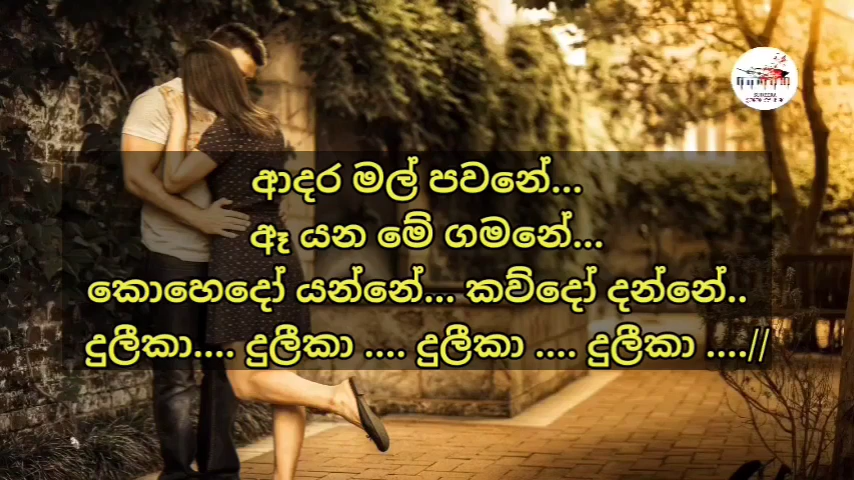 ආදර මල් පවනේ...
ඈ යන මේ ගමනේ...
කොහෙදෝ යන්නේ... කව්දෝ දන්නේ..
දුලීකා.... දුලීකා .... දුලීකා .... දුලීකා ....//